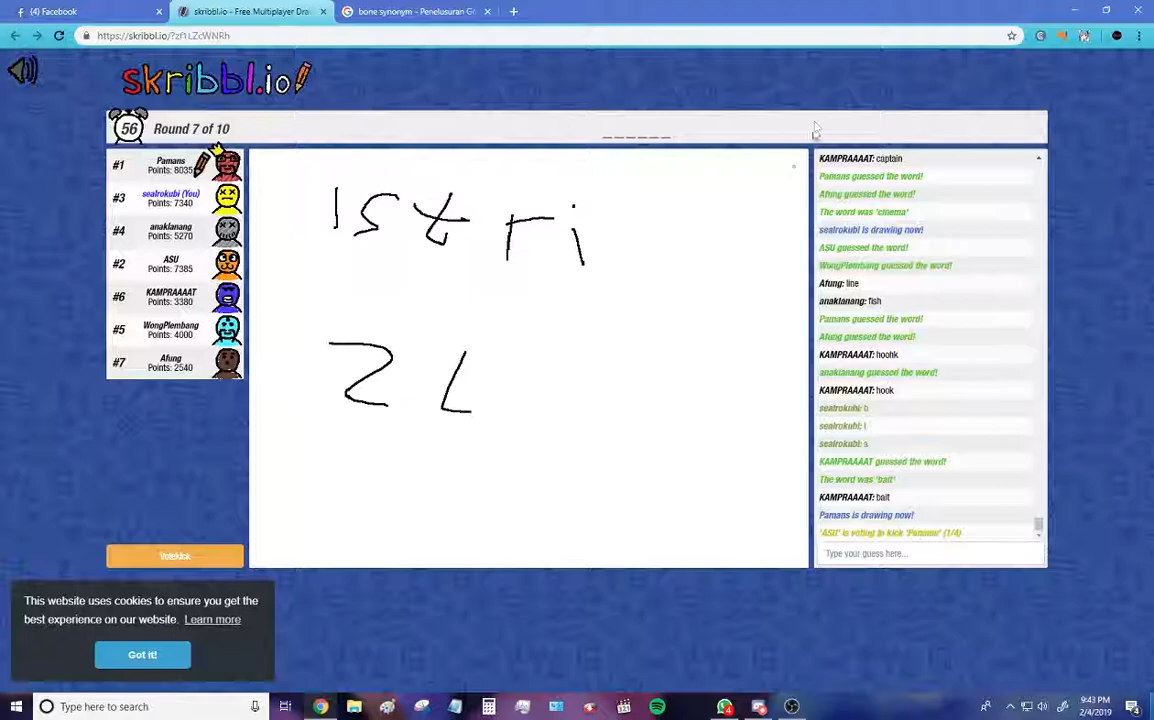 (4) Facebook
skribbl.io - Free Multiplayer Dra
bone synonym - Penelusuran G
https://skribbl.io/?zf1LZcWNRh
skribbl.io
56
Round 7 of 10
_ _ _ _ _ _
#1 Pamans
Points: 8035
#3 sealrokubi (You)
Points: 7340
#4 anaklanang
Points: 5270
#2 ASU
Points: 7385
#6 KAMPRAAAAT
Points: 3380
#5 WongPlembang
Points: 4000
#7 Afung
Points: 2540
Votekick
Istri
2 L
KAMPRAAAAT: captain
Pamans guessed the word!
Afung guessed the word!
The word was 'cinema'
sealrokubi is drawing now!
ASU guessed the word!
WongPlembang guessed the word!
Afung: line
anaklanang: fish
Pamans guessed the word!
Afung guessed the word!
KAMPRAAAAT: hoohk
anaklanang guessed the word!
KAMPRAAAAT: hook
sealrokubi: b
sealrokubi: l
sealrokubi: s
KAMPRAAAAT guessed the word!
The word was 'bait'
KAMPRAAAAT: bait
Pamans is drawing now!
'ASU' is voting to kick 'Pamans' (1/4)
Type your guess here...
This website uses cookies to ensure you get the
best experience on our website. Learn more
Got it!
Type here to search
9:43 PM
2/4/2019